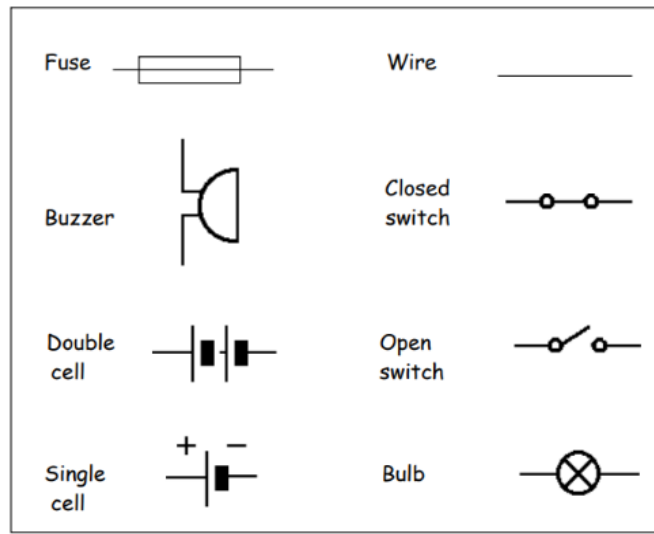 Fuse
Wire
Buzzer
Closed
switch
Double
cell
Open
switch
+ −
Single
cell
Bulb